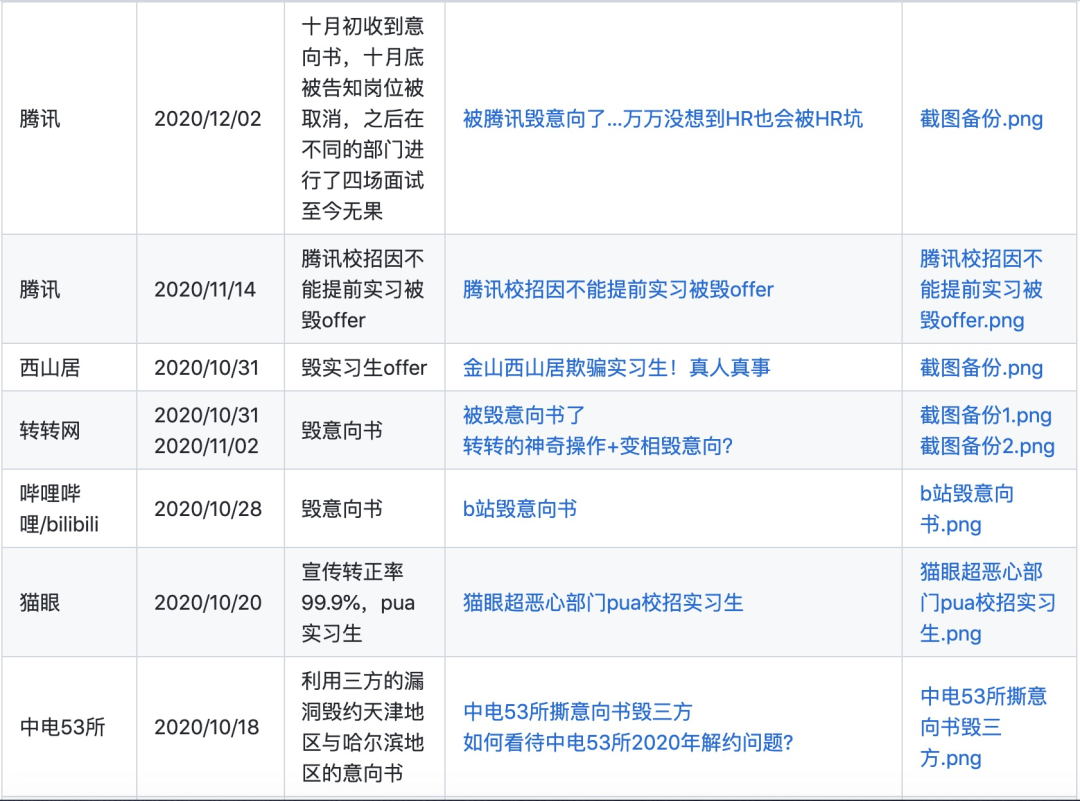 腾讯
2020/12/02
十月初收到意
向书，十月底
被告知岗位被
取消，之后在
不同的部门进
行了四场面试
至今无果
被腾讯毁意向了...万万没想到HR也会被HR坑
截图备份.png
腾讯
2020/11/14
腾讯校招因不
能提前实习被
毁offer
腾讯校招因不能提前实习被毁offer
腾讯校招因不
能提前实习被
毁offer.png
西山居
2020/10/31
毁实习生offer
金山西山居欺骗实习生！真人真事
截图备份.png
转转网
2020/10/31
2020/11/02
毁意向书
被毁意向书了
转转的神奇操作+变相毁意向?
截图备份1.png
截图备份2.png
哔哩哔
哩/bilibili
2020/10/28
毁意向书
b站毁意向书
b站毁意向
书.png
猫眼
2020/10/20
宣传转正率
99.9%，pua
实习生
猫眼超恶心部门pua校招实习生
猫眼超恶心部
门pua校招实习
生.png
中电53所
2020/10/18
利用三方的漏
洞毁约天津地
区与哈尔滨地
区的意向书
中电53所撕意向书毁三方
如何看待中电53所2020年解约问题?
中电53所撕意
向书毁三
方.png